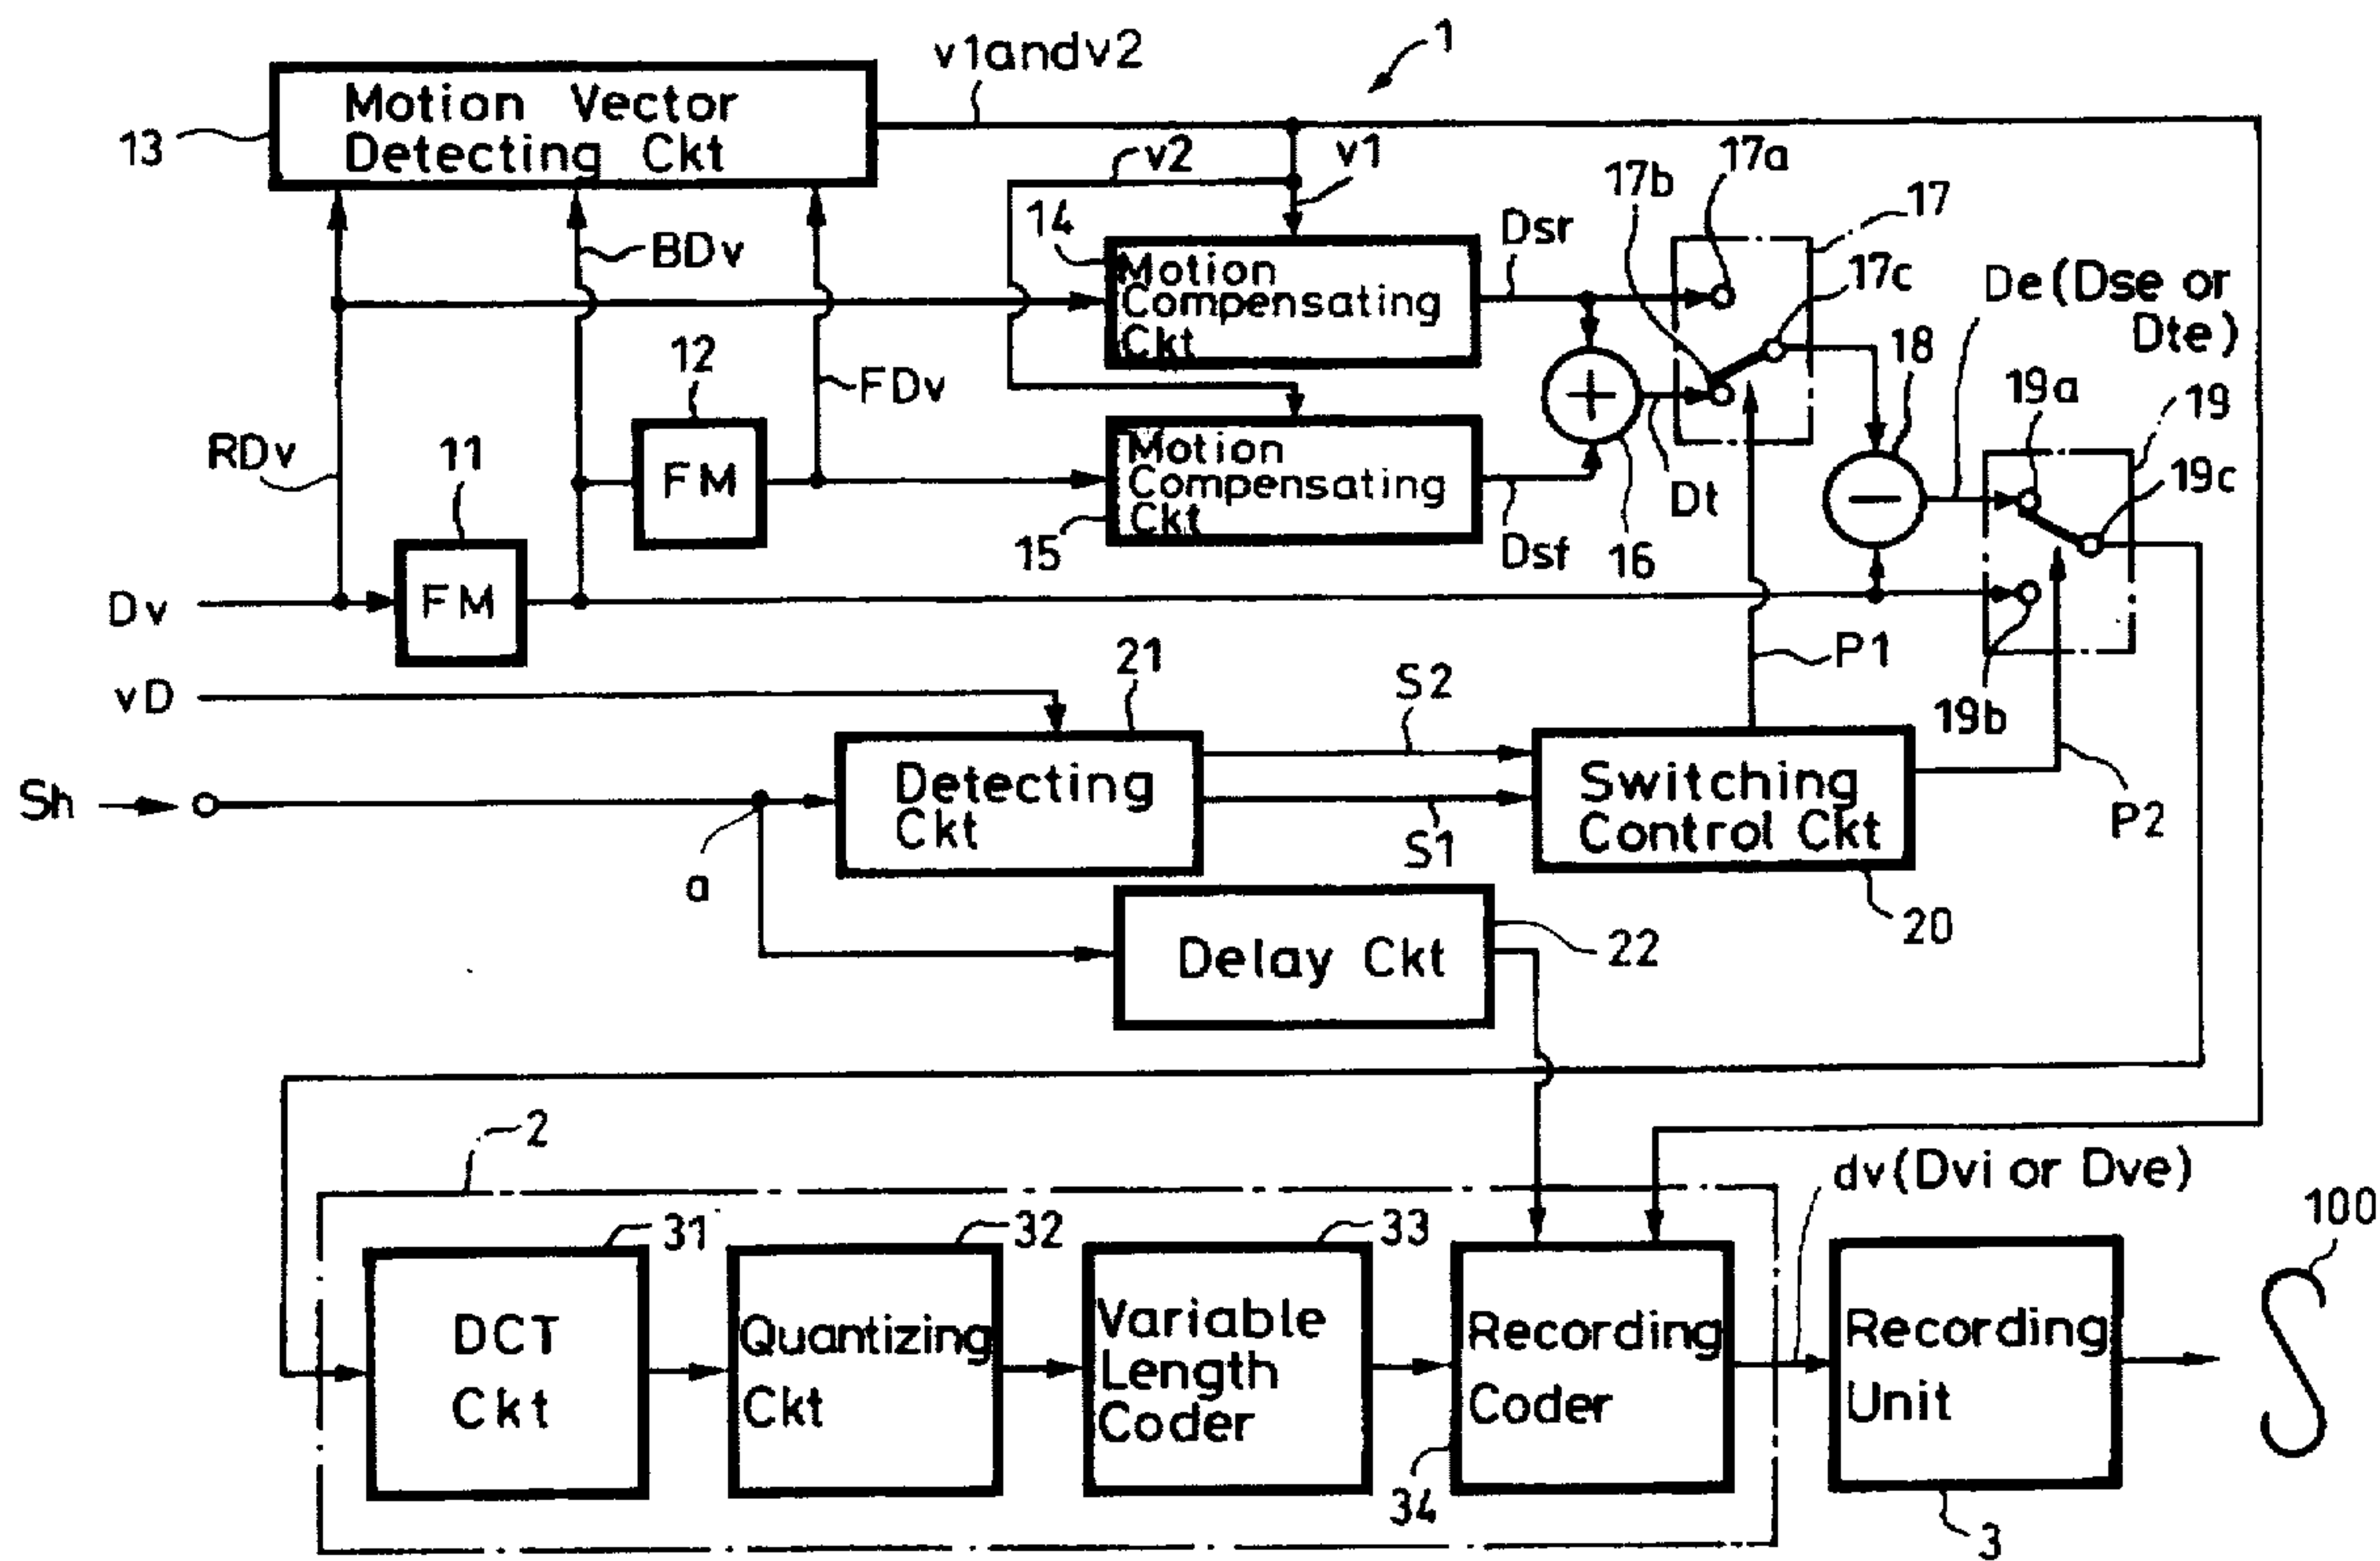 v1andv2
1
Motion Vector
Detecting Ckt
13
v2
v1
17b
17a
17
14
Dsr
17c
BDv
Motion
Compensating
Ckt
De(Dse or
Dte)
12
18
FDv
19a
19
RDv
11
FM
Motion
Compensating
Ckt
Dt
19c
15
Dsf
16
Dv
FM
P1
vD
21
S2
19b
Sh
Detecting
Ckt
Switching
Control Ckt
P2
a
S1
20
Delay Ckt
22
2
dv(Dvi or Dve)
31
32
33
100
DCT
Ckt
Quantizing
Ckt
Variable
Length
Coder
Recording
Coder
Recording
Unit
34
3